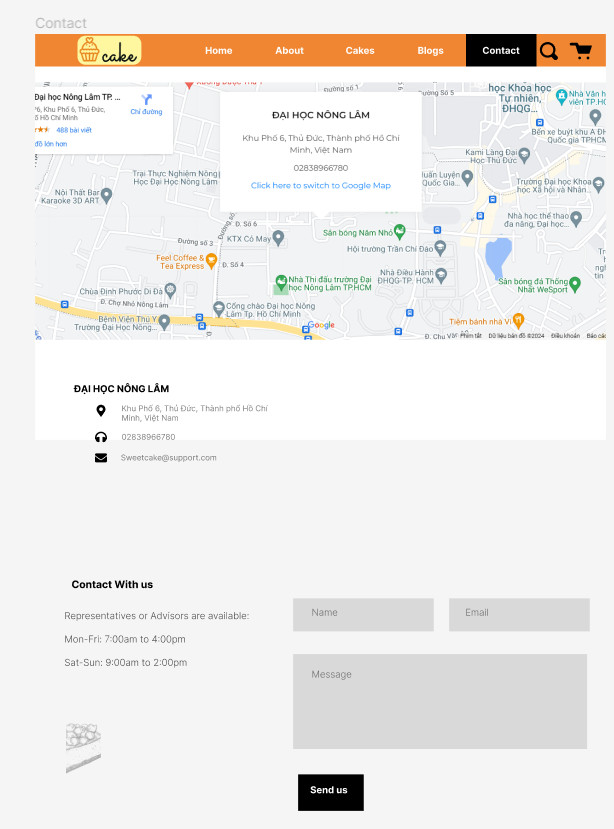 Contact
cake
Home
About
Cakes
Blogs
Contact
Đại học Nông Lâm TP. ...
Khu Phố 6, Thủ Đức,
Hồ Chí Minh
488 bài viết
Chỉ đường
đồ lớn hơn
ĐẠI HỌC NÔNG LÂM
Khu Phố 6, Thủ Đức, Thành phố Hồ Chí
Minh, Việt Nam
02838966780
Click here to switch to Google Map
học Khoa học
Tự nhiên,
ĐHQG...
Nhà Văn h
viện TP.HC
Bến xe buýt khu A ĐH
Quốc gia TPHCM
Kami Làng Đại
Học Thủ Đức
Trại Thực Nghiệm Nông
Học Đại Học Nông Lâm
Huấn Luyện
Quốc Gia...
Trường Đại học Khoa
học Xã hội và Nhân...
Nội Thất Bar
Karaoke 3D ART
Nhà học thể thao
đa năng, Đại học...
Đ. Số 6
Sân bóng Năm Nhỏ
KTX Cỏ May
Đường số 3
Hội trường Trần Chí Đáo
Feel Coffee &
Tea Express
Đ. Số 4
Nhà Thi đấu trường Đại
học Nông Lâm TP.HCM
Nhà Điều Hành
ĐHQG-TP. HCM
Sân bóng đá Thống
Nhất WeSport
Chùa Định Phước Di Đà
Đ. Chợ Nhỏ Nông Lâm
Cổng chào Đại học Nông
Lâm Tp. Hồ Chí Minh
Bệnh Viện Thú Y
Trường Đại học Nông...
Google
Tiệm bánh nhà Vi
Phím tắt
Dữ liệu bản đồ ©2024
Điều khoản
Báo cáo
ĐẠI HỌC NÔNG LÂM
Khu Phố 6, Thủ Đức, Thành phố Hồ Chí
Minh, Việt Nam
02838966780
Sweetcake@support.com
Contact With us
Representatives or Advisors are available:
Mon-Fri: 7:00am to 4:00pm
Sat-Sun: 9:00am to 2:00pm
Name
Email
Message
Send us